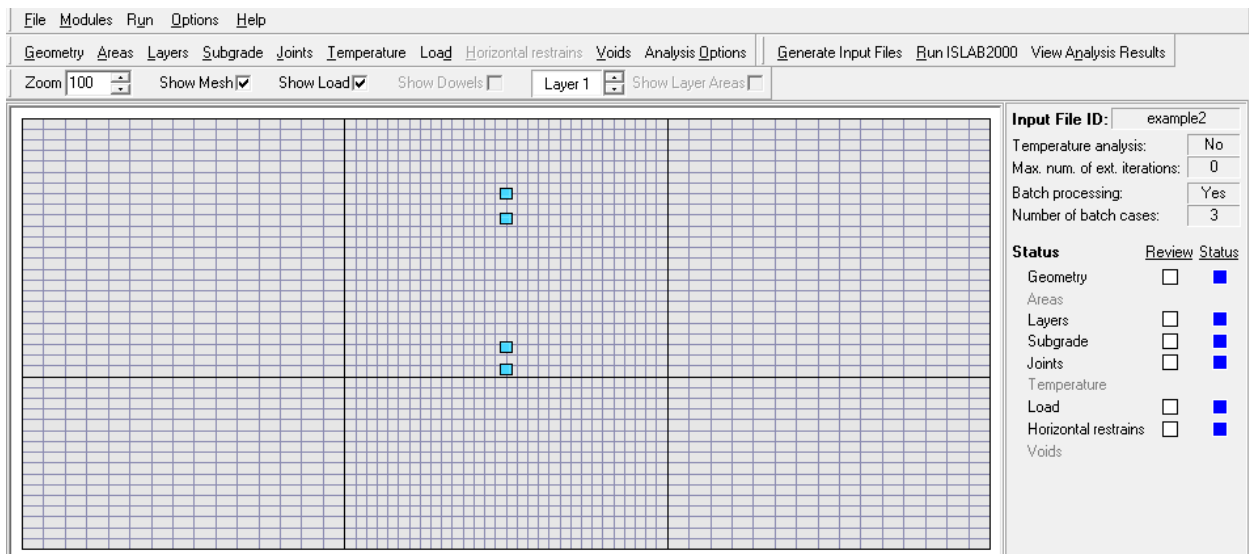 File Modules Run Options Help
Geometry Areas Layers Subgrade Joints Temperature Load Horizontal restrains Voids Analysis Options Generate Input Files Run ISLAB2000 View Analysis Results
Zoom 100 Show Mesh Show Load Show Dowels Layer 1 Show Layer Areas
Input File ID: example2
Temperature analysis: No
Max. num. of ext. iterations: 0
Batch processing: Yes
Number of batch cases: 3
Status Review Status
Geometry
Areas
Layers
Subgrade
Joints
Temperature
Load
Horizontal restrains
Voids